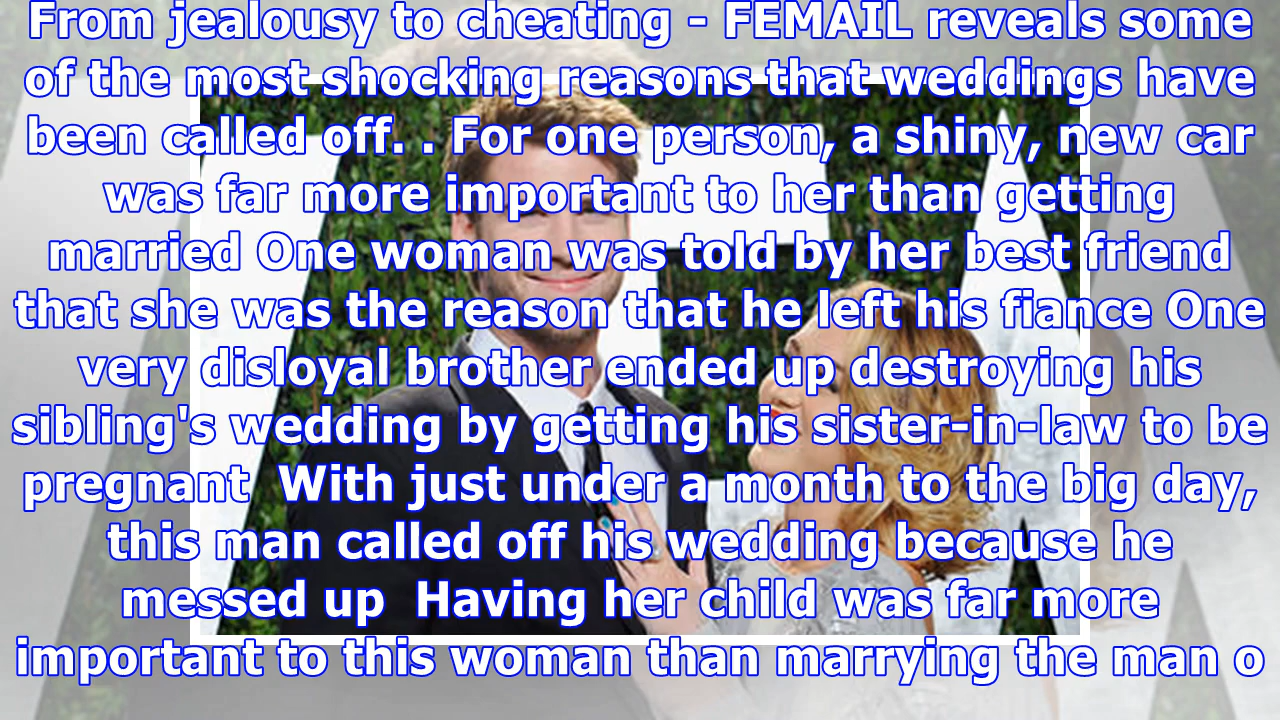 From jealousy to cheating - FEMAIL reveals some
of the most shocking reasons that weddings have
been called off. . For one person, a shiny, new car
was far more important to her than getting
married One woman was told by her best friend
that she was the reason that he left his fiance One
very disloyal brother ended up destroying his
sibling's wedding by getting his sister-in-law to be
pregnant  With just under a month to the big day,
this man called off his wedding because he
messed up  Having her child was far more
important to this woman than marrying the man o